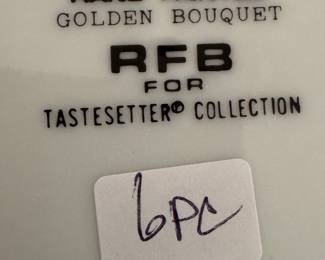 GOLDEN BOUQUET
RFB
FOR
TASTESETTER® COLLECTION
6pc